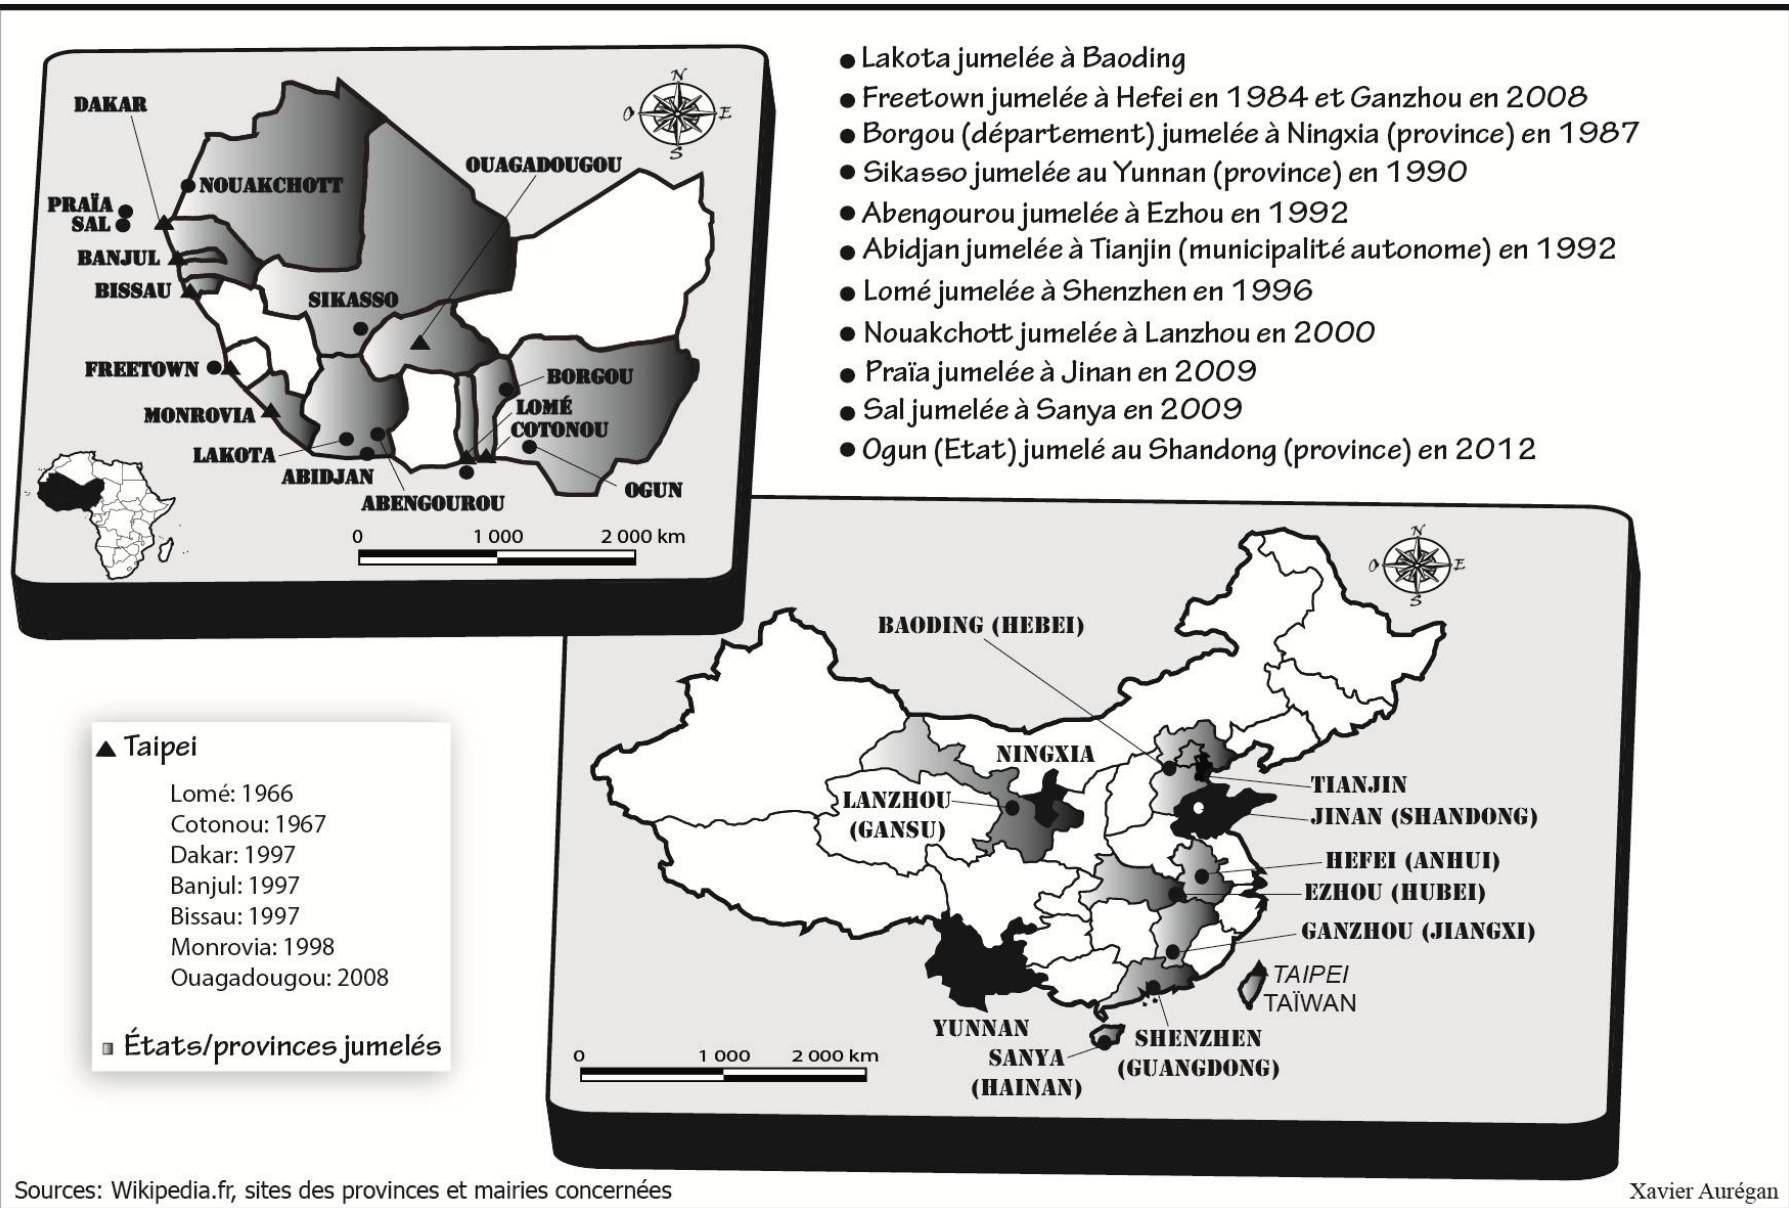 DAKAR
N
O
E
S
OUAGADOUGOU
NOUAKCHOTT
PRAÏA
SAL
BANJUL
BISSAU
SIKASSO
FREETOWN
BORGOU
MONROVIA
LOMÉ
COTONOU
LAKOTA
ABIDJAN
ABENGOUROU
OGUN
0 1 000 2 000 km
Lakota jumelée à Baoding
Freetown jumelée à Hefei en 1984 et Ganzhou en 2008
Borgou (département) jumelée à Ningxia (province) en 1987
Sikasso jumelée au Yunnan (province) en 1990
Abengourou jumelée à Ezhou en 1992
Abidjan jumelée à Tianjin (municipalité autonome) en 1992
Lomé jumelée à Shenzhen en 1996
Nouakchott jumelée à Lanzhou en 2000
Praïa jumelée à Jinan en 2009
Sal jumelée à Sanya en 2009
Ogun (Etat) jumelé au Shandong (province) en 2012
N
O
E
S
BAODING (HEBEI)
NINGXIA
LANZHOU
(GANSU)
TIANJIN
JINAN (SHANDONG)
HEFEI (ANHUI)
EZHOU (HUBEI)
GANZHOU (JIANGXI)
TAIPEI
TAÏWAN
YUNNAN
SHENZHEN
(GUANGDONG)
SANYA
(HAINAN)
0 1 000 2 000 km
Taipei
Lomé: 1966
Cotonou: 1967
Dakar: 1997
Banjul: 1997
Bissau: 1997
Monrovia: 1998
Ouagadougou: 2008
États/provinces jumelés
Sources: Wikipedia.fr, sites des provinces et mairies concernées
Xavier Aurégan